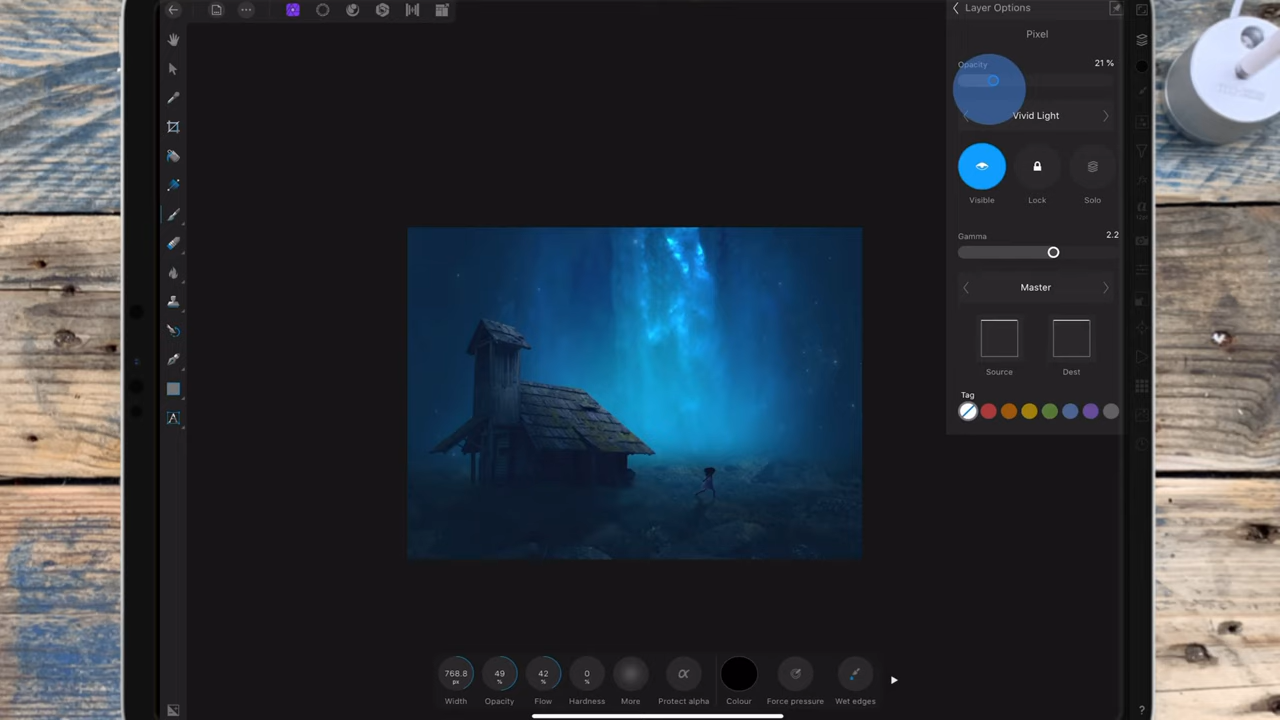 Layer Options
Pixel
Opacity
21 %
Vivid Light
Visible
Lock
Solo
Gamma
2.2
Master
Source
Dest
Tag
A
768.8
px
49
%
42
%
0
%
Width
Opacity
Flow
Hardness
More
Protect alpha
Colour
Force pressure
Wet edges
?